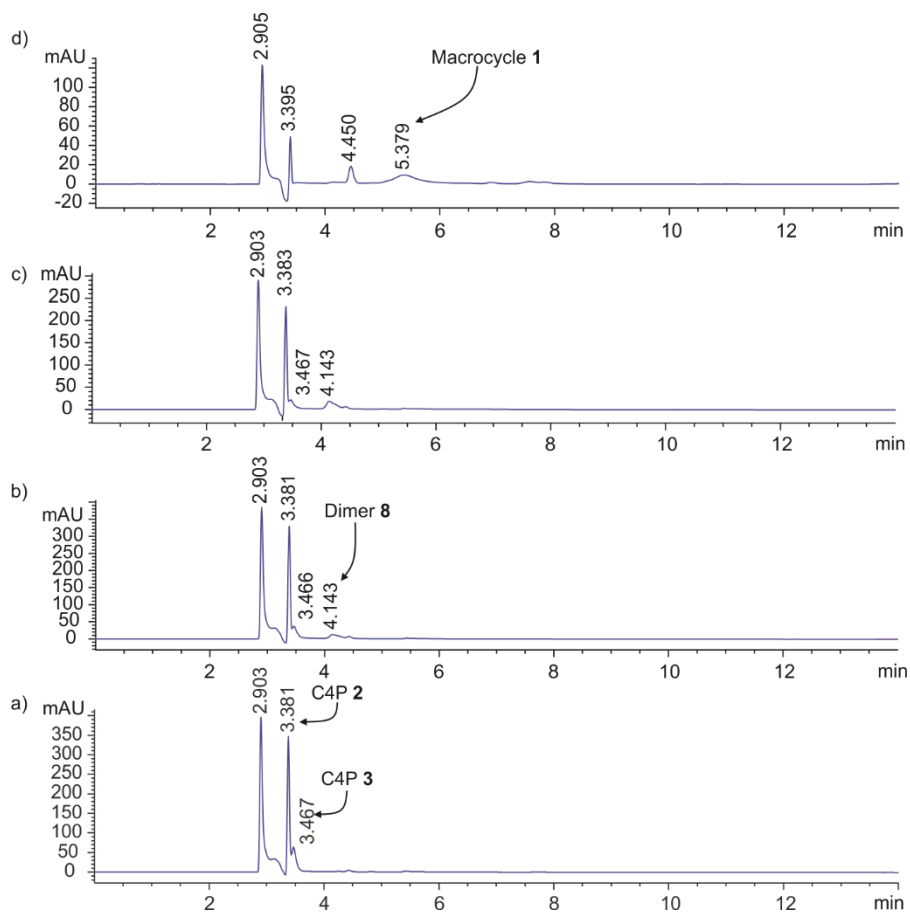 d)
mAU
2.905
3.395
4.450
5.379
Macrocycle 1
100
80
60
40
20
0
-20
2 4 6 8 10 12 min
c)
mAU
2.903
3.383
3.467
4.143
250
200
150
100
50
0
2 4 6 8 10 12 min
b)
mAU
2.903
3.381
3.466
4.143
Dimer 8
300
200
150
100
50
0
2 4 6 8 10 12 min
a)
mAU
2.903
3.381
C4P 2
C4P 3
3.467
350
300
250
200
150
100
50
0
2 4 6 8 10 12 min